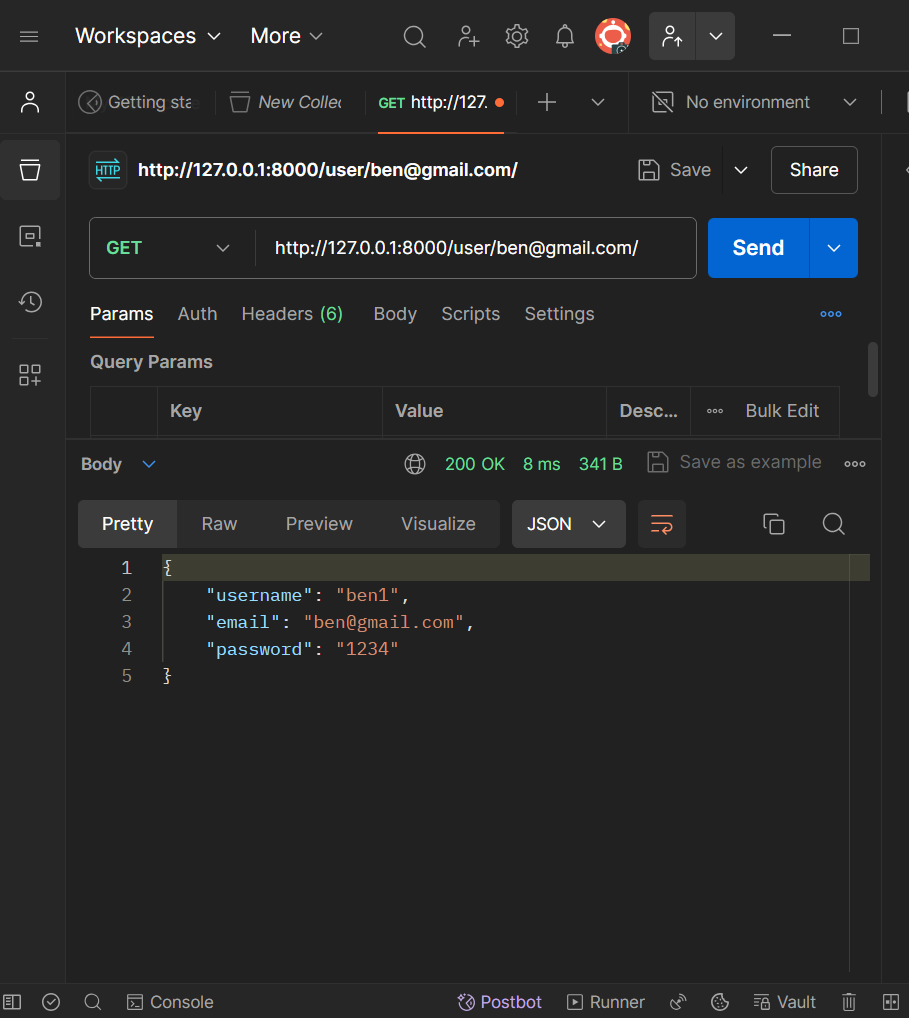 Workspaces More
Getting sta New Collec GET http://127. No environment
HTTP http://127.0.0.1:8000/user/ben@gmail.com/ Save Share
GET http://127.0.0.1:8000/user/ben@gmail.com/ Send
Params Auth Headers (6) Body Scripts Settings
Query Params
Key Value Desc... Bulk Edit
Body 200 OK 8 ms 341 B Save as example
Pretty Raw Preview Visualize JSON
1 {
2 "username": "ben1",
3 "email": "ben@gmail.com",
4 "password": "1234"
5 }
Console Postbot Runner Vault